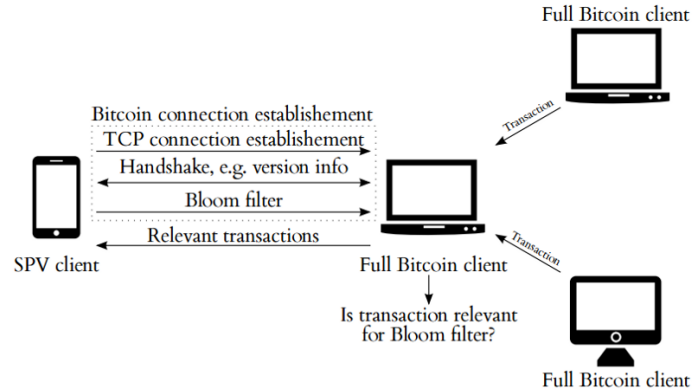 Full Bitcoin client
Bitcoin connection establishement
TCP connection establishement
Transaction
Handshake, e.g. version info
Bloom filter
Relevant transactions
Transaction
SPV client
Full Bitcoin client
Is transaction relevant
for Bloom filter?
Full Bitcoin client